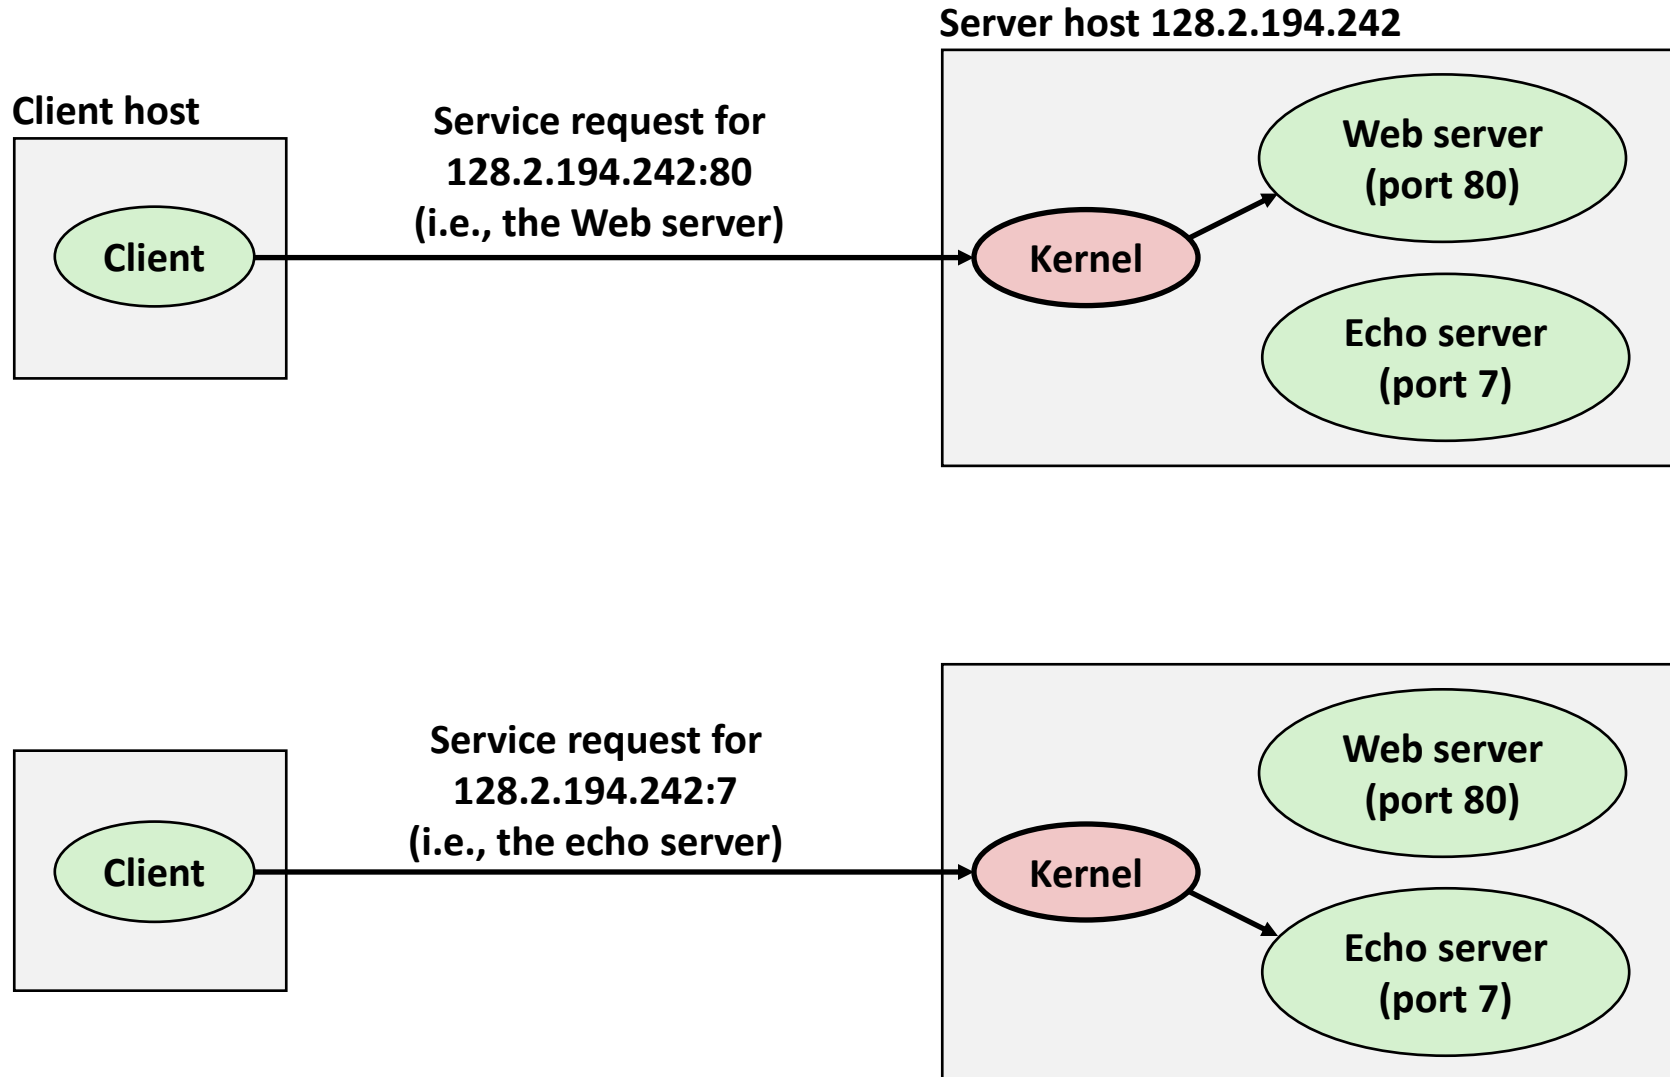 Server host 128.2.194.242
Client host
Service request for
128.2.194.242:80
(i.e., the Web server)
Client
Kernel
Web server
(port 80)
Echo server
(port 7)
Service request for
128.2.194.242:7
(i.e., the echo server)
Client
Kernel
Web server
(port 80)
Echo server
(port 7)